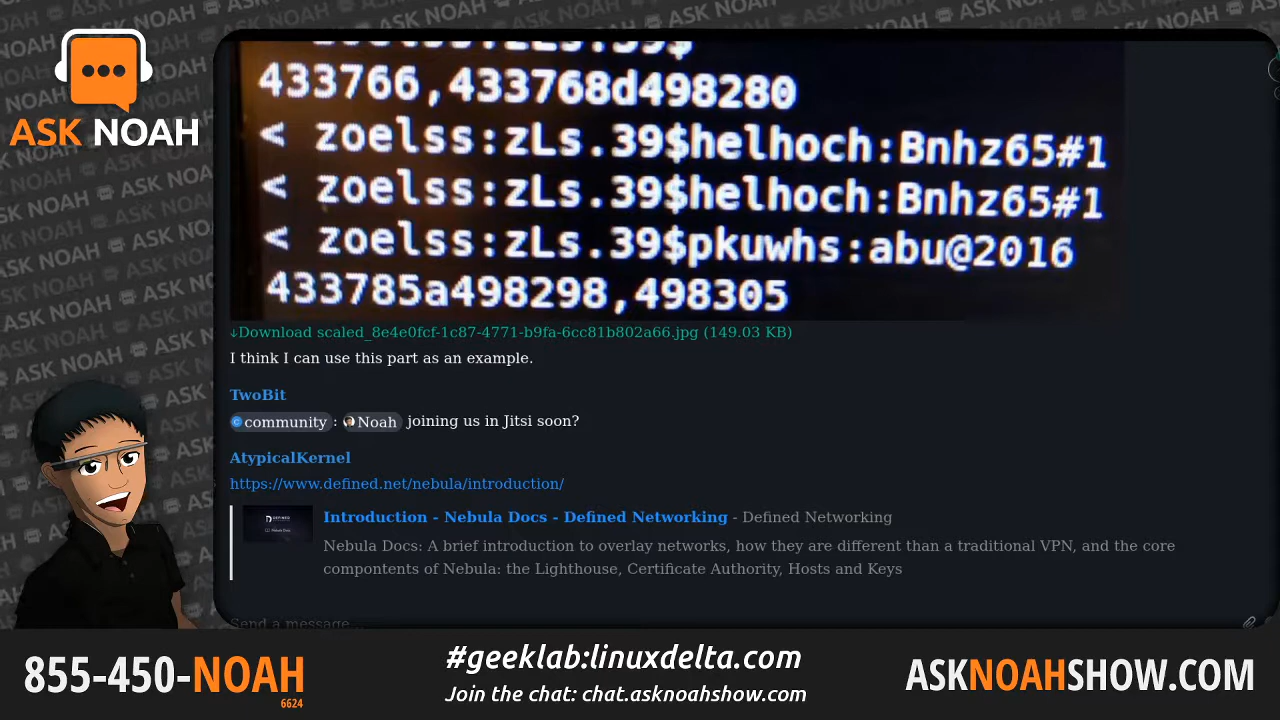 ASK NOAH
433766,433768d498280
< zoelss:zLs.39$helhoch:Bnhz65#1
< zoelss:zLs.39$helhoch:Bnhz65#1
< zoelss:zLs.39$pkuwhs:abu@2016
433785a498298,498305
↓Download scaled_8e4e0fcf-1c87-4771-b9fa-6cc81b802a66.jpg (149.03 KB)
I think I can use this part as an example.
TwoBit
community : Noah joining us in Jitsi soon?
AtypicalKernel
https://www.defined.net/nebula/introduction/
Introduction - Nebula Docs - Defined Networking - Defined Networking
Nebula Docs: A brief introduction to overlay networks, how they are different than a traditional VPN, and the core
compontents of Nebula: the Lighthouse, Certificate Authority, Hosts and Keys
Send a message...
855-450-NOAH
6624
#geeklab:linuxdelta.com
Join the chat: chat.asknoahshow.com
ASKNOAHSHOW.COM